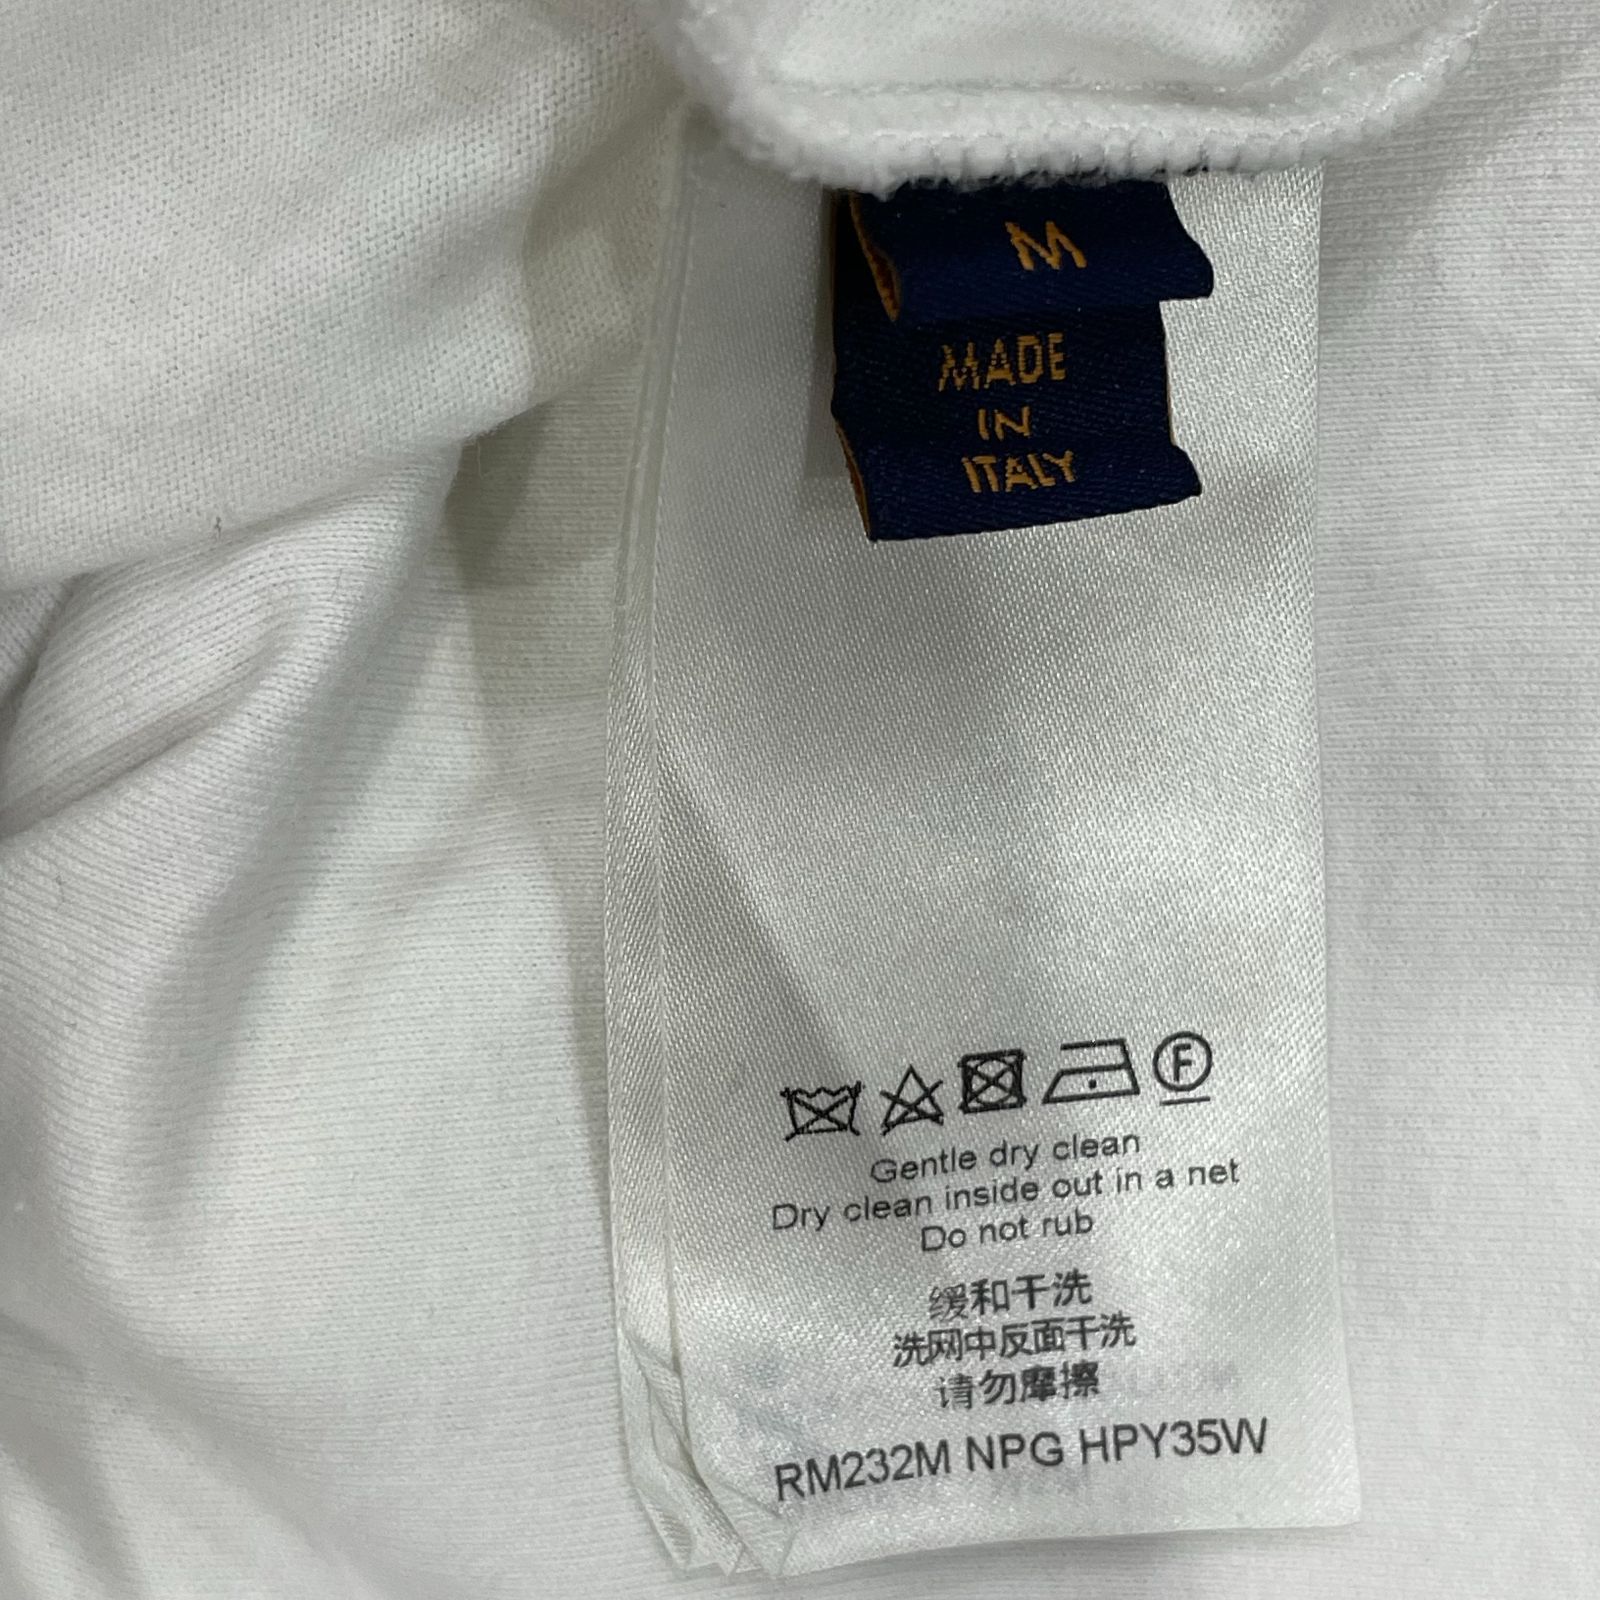 M
MADE
IN
ITALY
F
Gentle dry clean
Dry clean inside out in a net
Do not rub
缓和干洗
洗网中反面干洗
请勿摩擦
RM232M NPG HPY35W